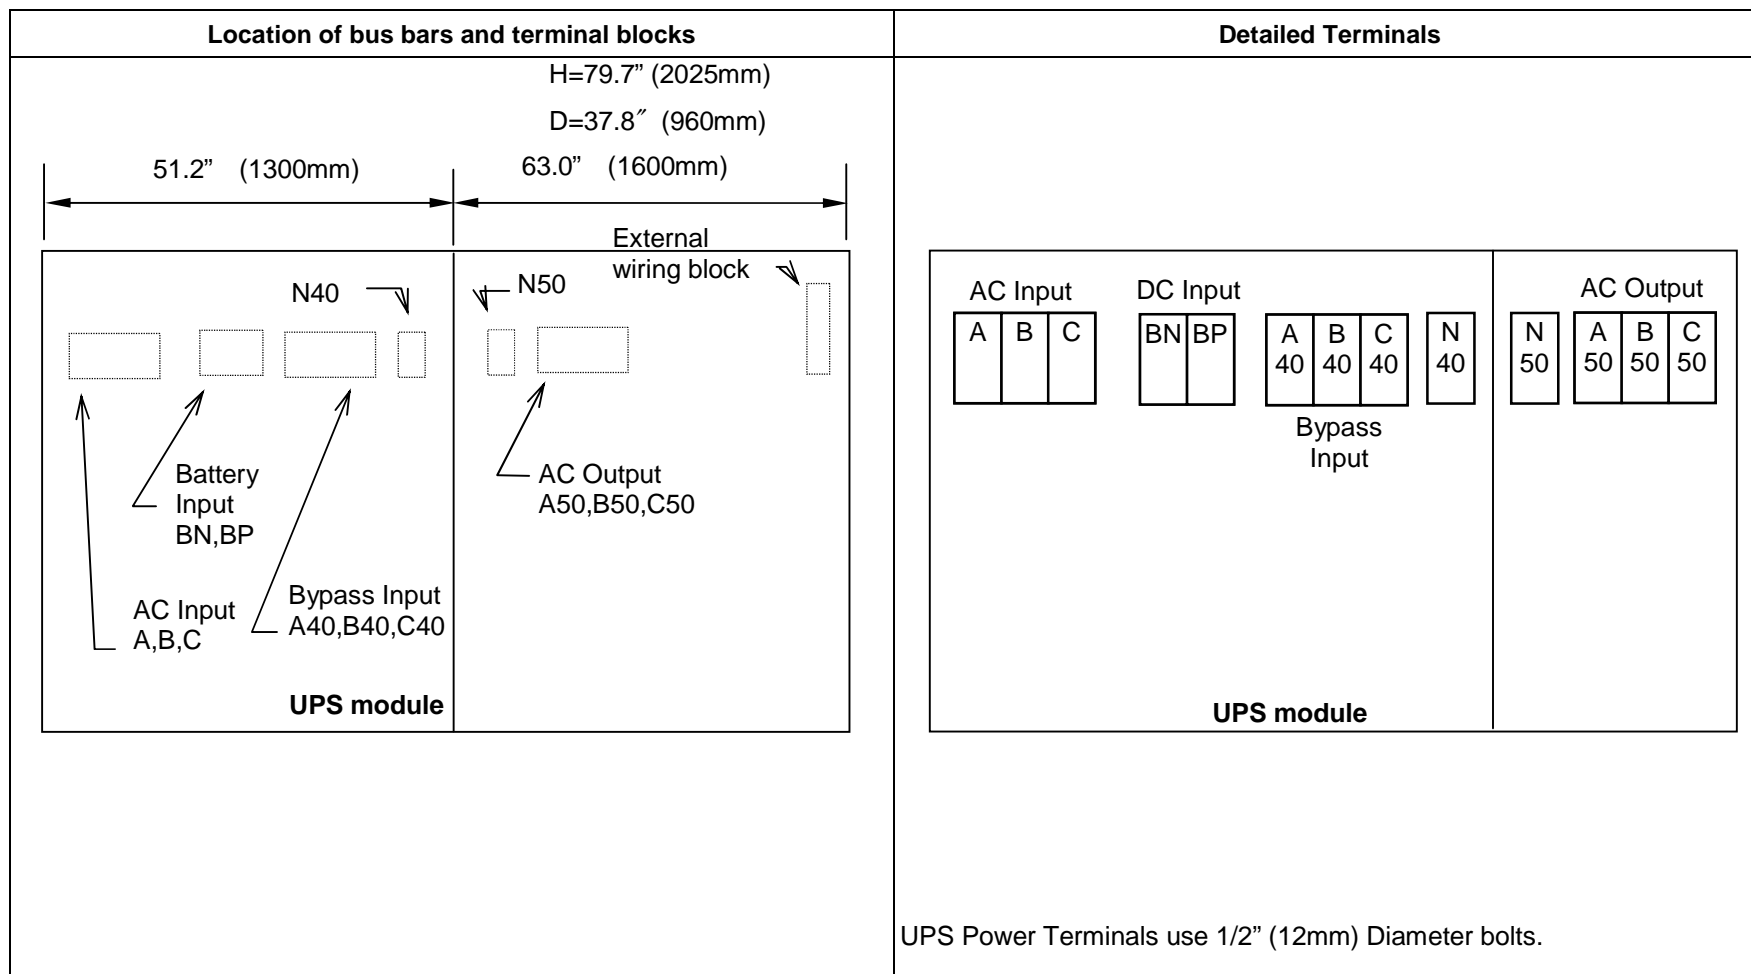 Location of bus bars and terminal blocks
Detailed Terminals
H=79.7” (2025mm)
D=37.8″ (960mm)
51.2” (1300mm)
63.0” (1600mm)
External
wiring block
N40
N50
Battery
Input
BN,BP
AC Output
A50,B50,C50
AC Input
A,B,C
Bypass Input
A40,B40,C40
UPS module
AC Input
DC Input
AC Output
A B C
BN BP
A B C
40 40 40
N
40
N
50
A B C
50 50 50
Bypass
Input
UPS module
UPS Power Terminals use 1/2” (12mm) Diameter bolts.